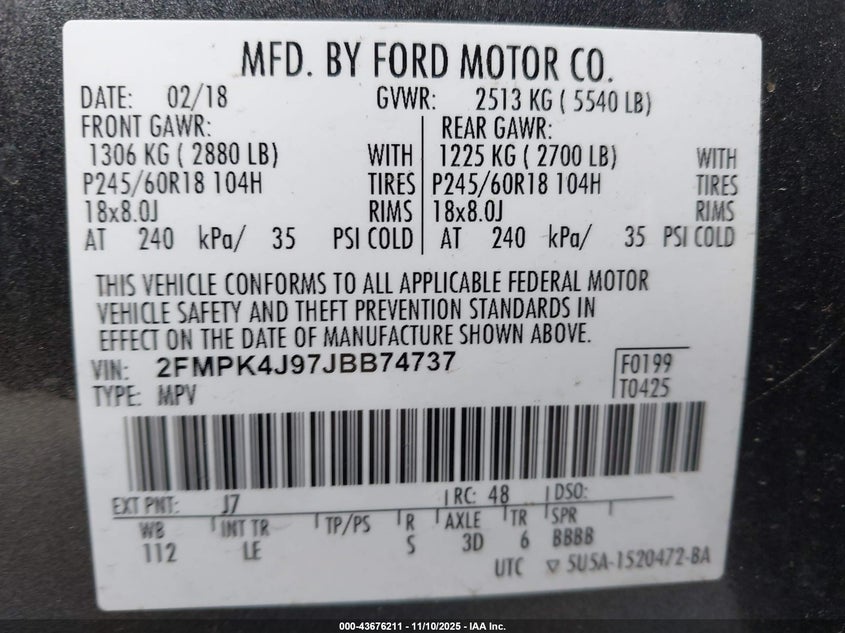 MFD. BY FORD MOTOR CO.
DATE: 02/18 GVWR: 2513 KG ( 5540 LB)
FRONT GAWR: REAR GAWR:
1306 KG ( 2880 LB) WITH 1225 KG ( 2700 LB) WITH
P245/60R18 104H TIRES P245/60R18 104H TIRES
18x8.0J RIMS 18x8.0J RIMS
AT 240 kPa/ 35 PSI COLD AT 240 kPa/ 35 PSI COLD
THIS VEHICLE CONFORMS TO ALL APPLICABLE FEDERAL MOTOR
VEHICLE SAFETY AND THEFT PREVENTION STANDARDS IN
EFFECT ON THE DATE OF MANUFACTURE SHOWN ABOVE.
VIN: 2FMPK4J97JBB74737 F0199
TYPE: MPV T0425
EXT PNT: J7 RC: 48 DSO:
WB INT TR TP/PS R AXLE TR SPR
112 LE S 3D 6 BBBB
UTC ▽ 5U5A-1520472-BA
000-43676211 - 11/10/2025 - IAA Inc.